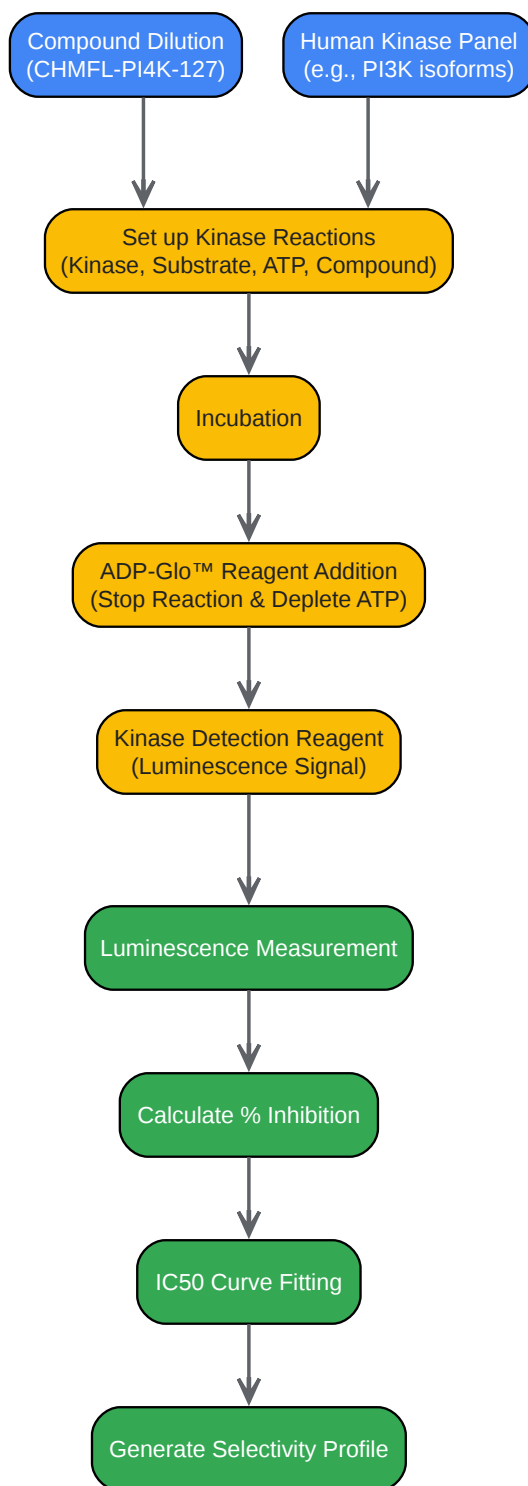 Compound Dilution
(CHMFL-PI4K-127)
Human Kinase Panel
(e.g., PI3K isoforms)
Set up Kinase Reactions
(Kinase, Substrate, ATP, Compound)
Incubation
ADP-Glo™ Reagent Addition
(Stop Reaction & Deplete ATP)
Kinase Detection Reagent
(Luminescence Signal)
Luminescence Measurement
Calculate % Inhibition
IC50 Curve Fitting
Generate Selectivity Profile